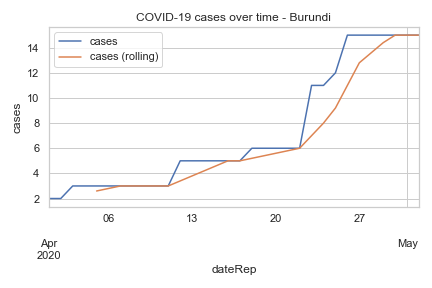 COVID-19 cases over time - Burundi
cases
cases (rolling)
cases
14
12
10
8
6
4
2
06
13
20
27
Apr
2020
May
dateRep